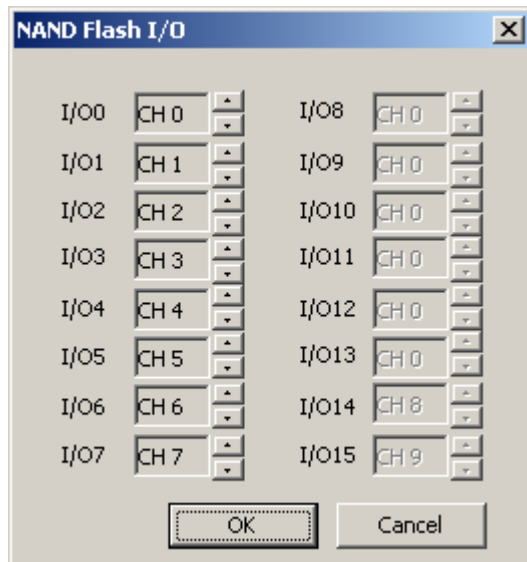 NAND Flash I/O
I/O0 CH 0 I/O8 CH 0
I/O1 CH 1 I/O9 CH 0
I/O2 CH 2 I/O10 CH 0
I/O3 CH 3 I/O11 CH 0
I/O4 CH 4 I/O12 CH 0
I/O5 CH 5 I/O13 CH 0
I/O6 CH 6 I/O14 CH 8
I/O7 CH 7 I/O15 CH 9
OK Cancel